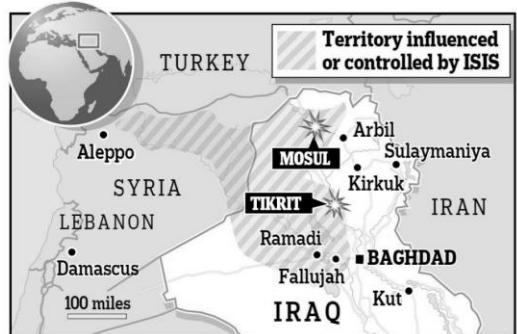 Territory influenced
or controlled by ISIS
TURKEY
Aleppo
MOSUL
Arbil
Sulaymaniya
Kirkuk
SYRIA
TIKRIT
IRAN
LEBANON
Ramadi
BAGHDAD
Damascus
Fallujah
100 miles
IRAQ
Kut